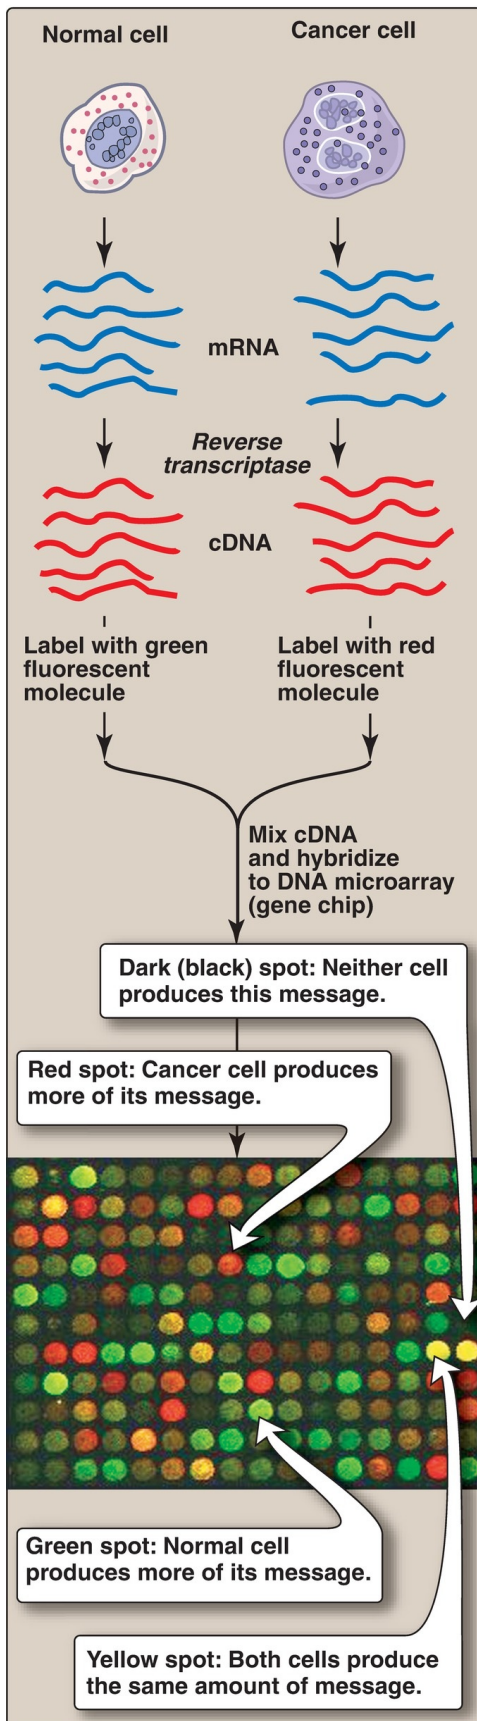 Normal cell
Cancer cell
mRNA
Reverse
transcriptase
cDNA
Label with green
fluorescent
molecule
Label with red
fluorescent
molecule
Mix cDNA
and hybridize
to DNA microarray
(gene chip)
Dark (black) spot: Neither cell
produces this message.
Red spot: Cancer cell produces
more of its message.
Green spot: Normal cell
produces more of its message.
Yellow spot: Both cells produce
the same amount of message.